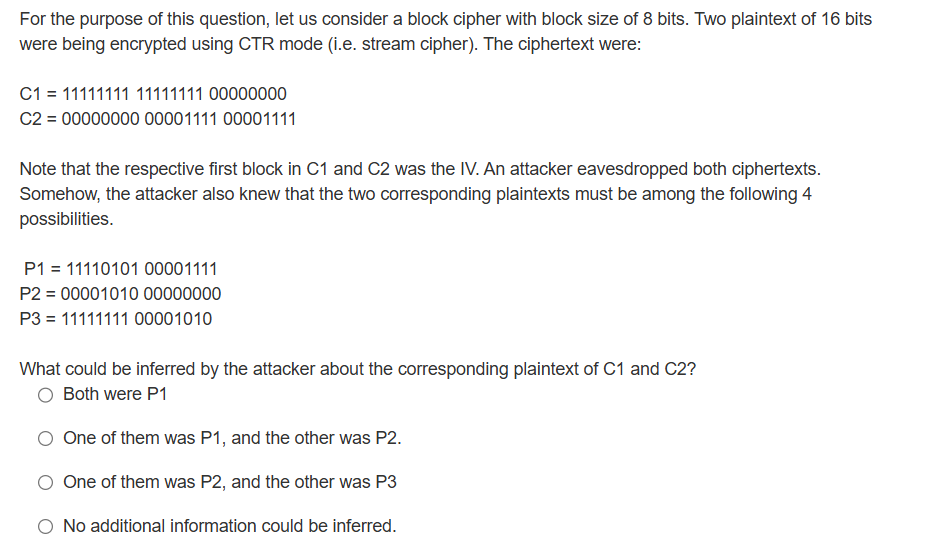 For the purpose of this question, let us consider a block cipher with block size of 8 bits. Two plaintext of 16 bits
were being encrypted using CTR mode (i.e. stream cipher). The ciphertext were:
C1 = 11111111 11111111 00000000
C2 = 00000000 00001111 00001111
Note that the respective first block in C1 and C2 was the IV. An attacker eavesdropped both ciphertexts.
Somehow, the attacker also knew that the two corresponding plaintexts must be among the following 4
possibilities.
P1 = 11110101 00001111
P2 = 00001010 00000000
P3 = 11111111 00001010
What could be inferred by the attacker about the corresponding plaintext of C1 and C2?
Both were P1
One of them was P1, and the other was P2.
One of them was P2, and the other was P3
No additional information could be inferred.